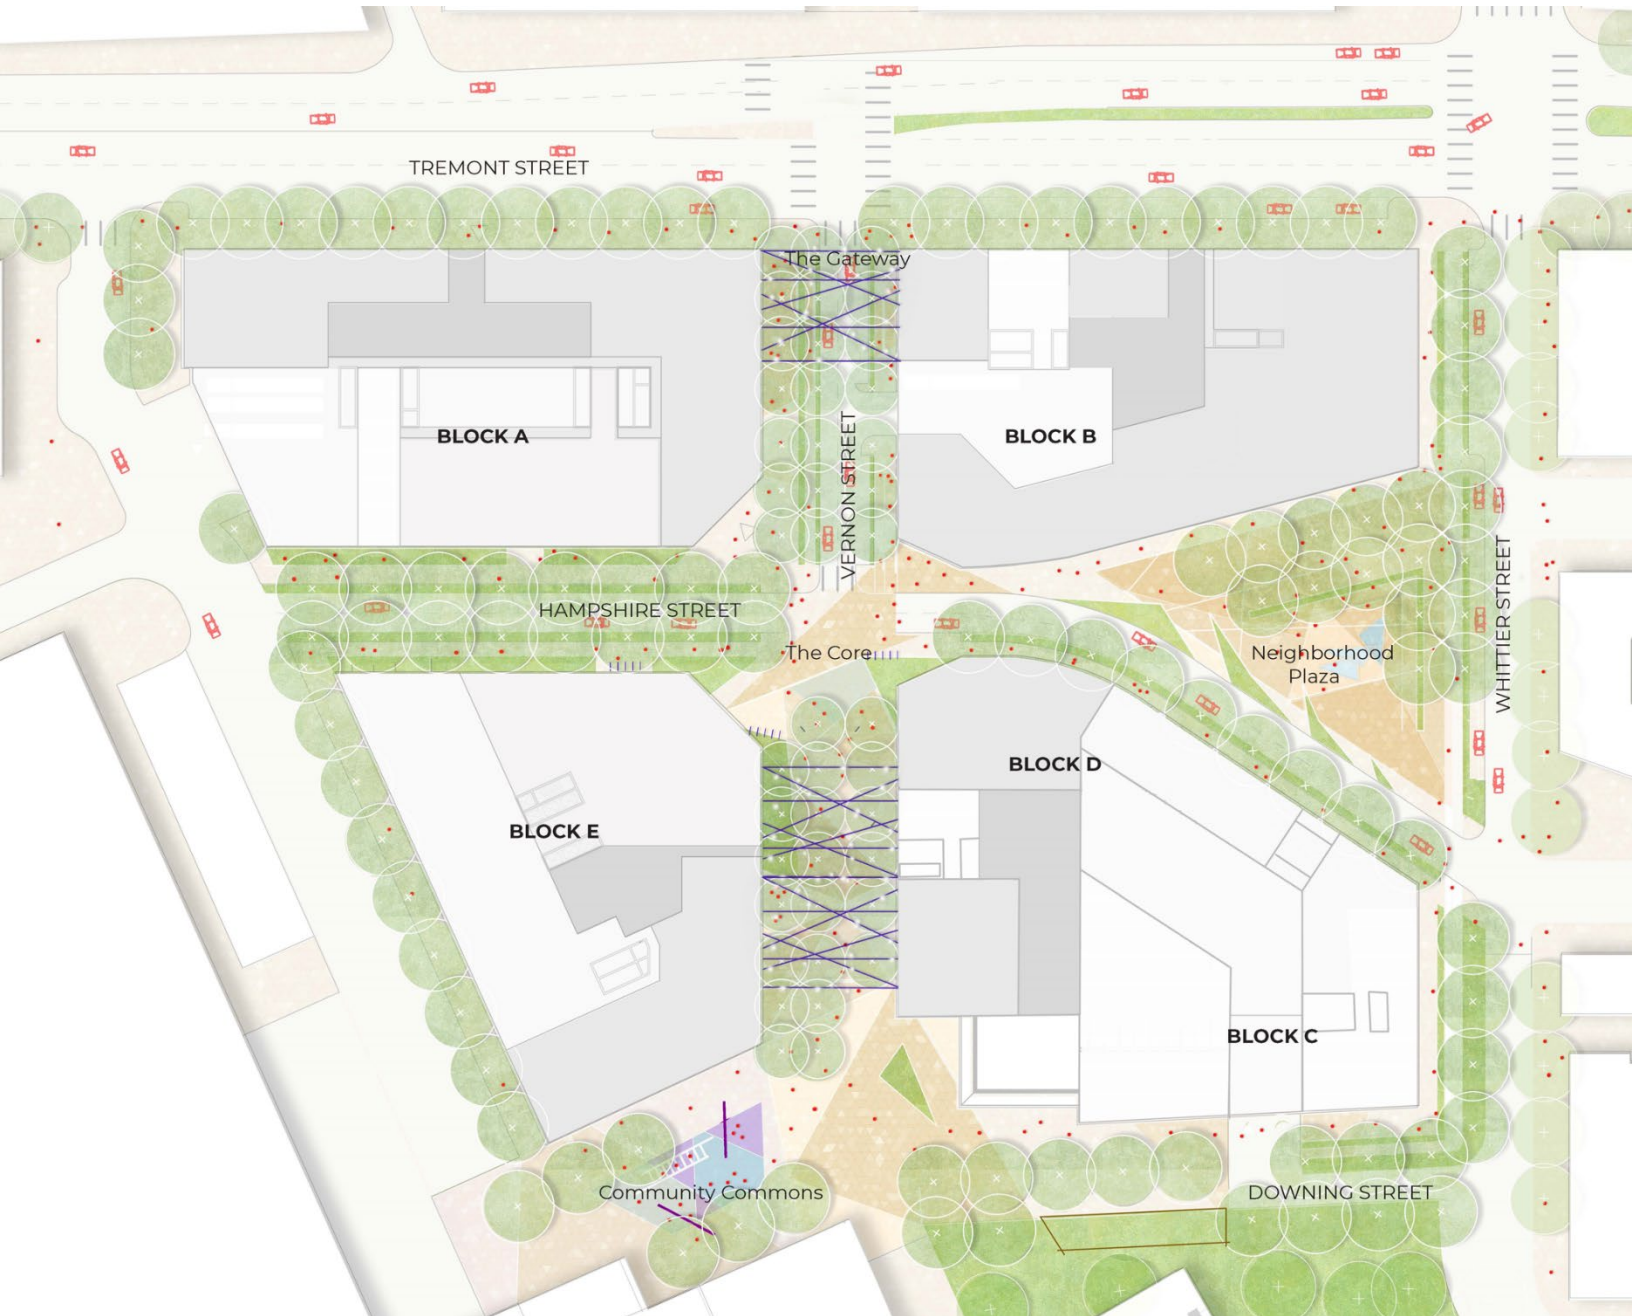 TREMONT STREET
The Gateway
BLOCK A
BLOCK B
VERNON STREET
HAMPSHIRE STREET
The Core
Neighborhood
Plaza
WHITTIER STREET
BLOCK D
BLOCK E
BLOCK C
Community Commons
DOWNING STREET